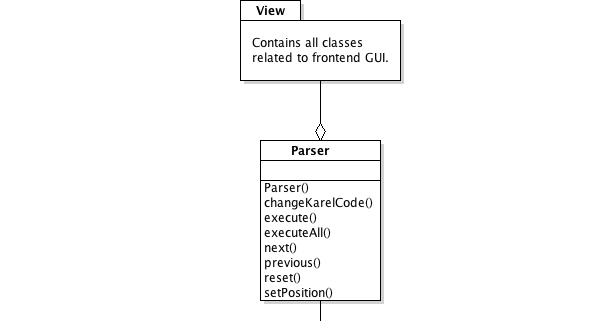 View
Contains all classes
related to frontend GUI.
Parser
Parser()
changeKarelCode()
execute()
executeAll()
next()
previous()
reset()
setPosition()